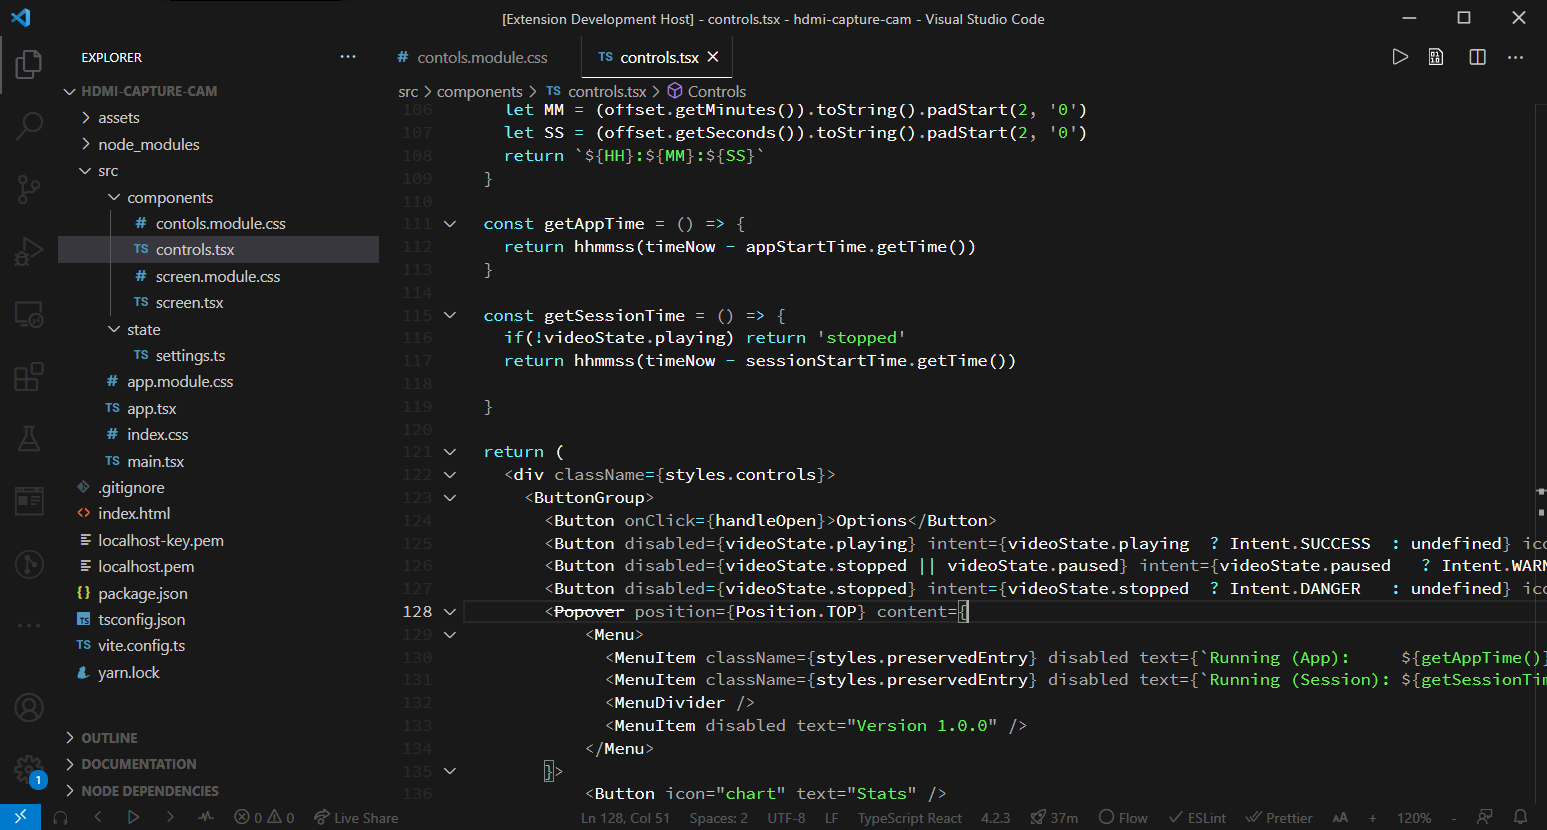 [Extension Development Host] - controls.tsx - hdmi-capture-cam - Visual Studio Code
EXPLORER
HDMI-CAPTURE-CAM
assets
node_modules
src
components
# contols.module.css
TS controls.tsx
# screen.module.css
TS screen.tsx
state
TS settings.ts
# app.module.css
TS app.tsx
# index.css
TS main.tsx
.gitignore
<> index.html
localhost-key.pem
localhost.pem
{} package.json
TS tsconfig.json
TS vite.config.ts
yarn.lock
OUTLINE
DOCUMENTATION
NODE DEPENDENCIES
1
# contols.module.css
TS controls.tsx
src > components > TS controls.tsx > Controls
106 let MM = (offset.getMinutes()).toString().padStart(2, '0')
107 let SS = (offset.getSeconds()).toString().padStart(2, '0')
108 return `${HH}:${MM}:${SS}`
109 }
110
111 const getAppTime = () => {
112 return hhmmss(timeNow - appStartTime.getTime())
113 }
114
115 const getSessionTime = () => {
116 if(!videoState.playing) return 'stopped'
117 return hhmmss(timeNow - sessionStartTime.getTime())
118
119 }
120
121 return (
122 <div className={styles.controls}>
123 <ButtonGroup>
124 <Button onClick={handleOpen}>Options</Button>
125 <Button disabled={videoState.playing} intent={videoState.playing ? Intent.SUCCESS : undefined} ico
126 <Button disabled={videoState.stopped || videoState.paused} intent={videoState.paused ? Intent.WARN
127 <Button disabled={videoState.stopped} intent={videoState.stopped ? Intent.DANGER : undefined} ico
128 <Popover position={Position.TOP} content={
129 <Menu>
130 <MenuItem className={styles.preservedEntry} disabled text={`Running (App): ${getAppTime()}
131 <MenuItem className={styles.preservedEntry} disabled text={`Running (Session): ${getSessionTim
132 <MenuDivider />
133 <MenuItem disabled text="Version 1.0.0" />
134 </Menu>
135 }>
136 <Button icon="chart" text="Stats" />
0 0 Live Share Ln 128, Col 51 Spaces: 2 UTF-8 LF TypeScript React 4.2.3 37m Flow ESLint Prettier AA + 120% -